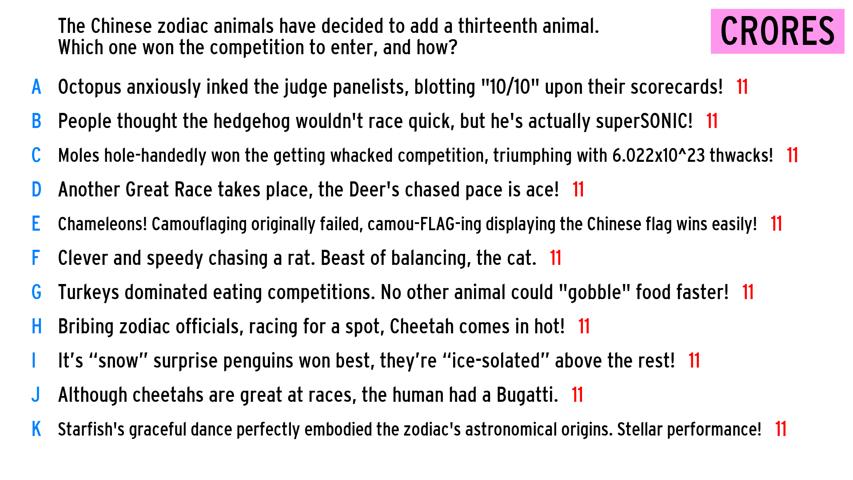 The Chinese zodiac animals have decided to add a thirteenth animal.
Which one won the competition to enter, and how?
CRORES
A Octopus anxiously inked the judge panelists, blotting "10/10" upon their scorecards! 11
B People thought the hedgehog wouldn't race quick, but he's actually superSONIC! 11
C Moles hole-handedly won the getting whacked competition, triumphing with 6.022x10^23 thwacks! 11
D Another Great Race takes place, the Deer's chased pace is ace! 11
E Chameleons! Camouflaging originally failed, camou-FLAG-ing displaying the Chinese flag wins easily! 11
F Clever and speedy chasing a rat. Beast of balancing, the cat. 11
G Turkeys dominated eating competitions. No other animal could "gobble" food faster! 11
H Bribing zodiac officials, racing for a spot, Cheetah comes in hot! 11
I It’s “snow” surprise penguins won best, they’re “ice-solated” above the rest! 11
J Although cheetahs are great at races, the human had a Bugatti. 11
K Starfish's graceful dance perfectly embodied the zodiac's astronomical origins. Stellar performance! 11